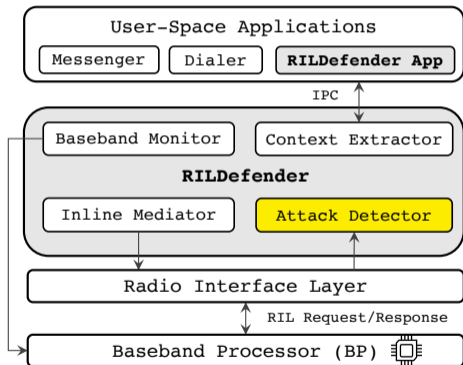 User-Space Applications
Messenger Dialer RILDefender App
IPC
Baseband Monitor Context Extractor
RILDefender
Inline Mediator Attack Detector
Radio Interface Layer
RIL Request/Response
Baseband Processor (BP)